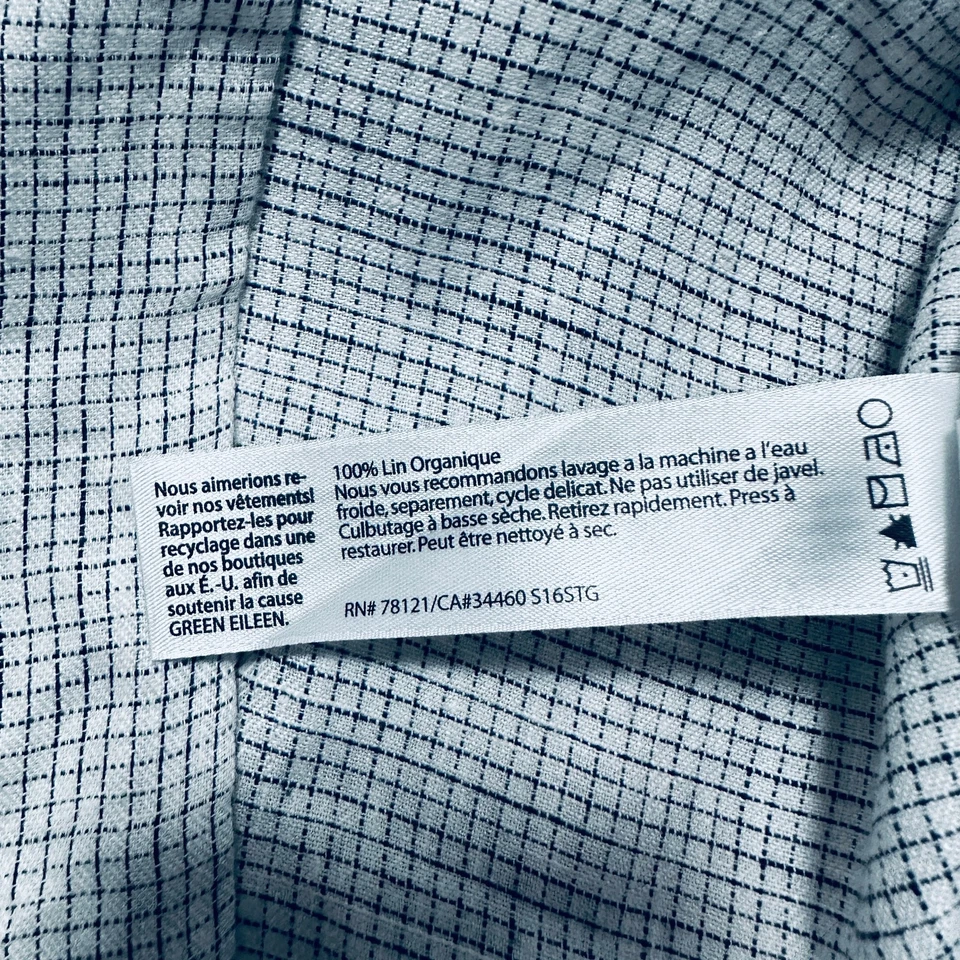 Nous aimerions re-
voir nos vêtements!
Rapportez-les pour
recyclage dans une
de nos boutiques
aux É.-U. afin de
soutenir la cause
GREEN EILEEN.
100% Lin Organique
Nous vous recommandons lavage a la machine a l'eau
froide, separement, cycle delicat. Ne pas utiliser de javel.
Culbutage à basse sèche. Retirez rapidement. Press à
restaurer. Peut être nettoyé à sec.
RN# 78121/CA#34460 S16STG